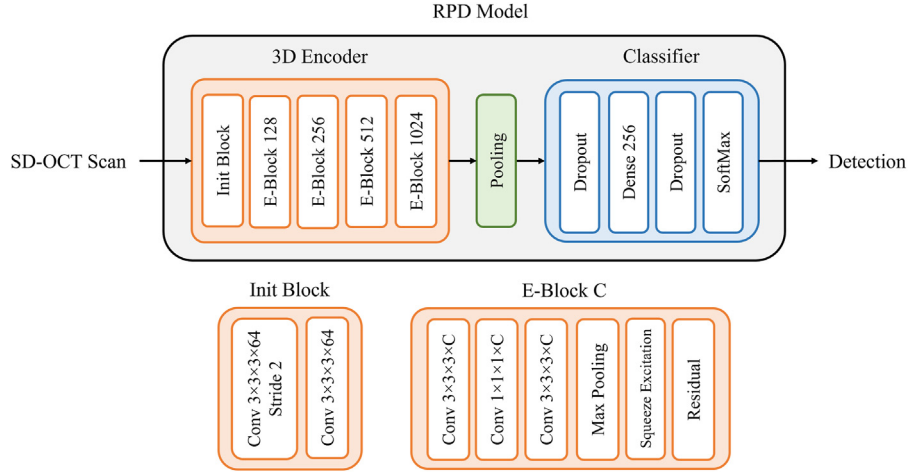 RPD Model
3D Encoder
Classifier
SD-OCT Scan
Init Block
E-Block 128
E-Block 256
E-Block 512
E-Block 1024
Pooling
Dropout
Dense 256
Dropout
SoftMax
Detection
Init Block
Conv 3×3×3×64
Stride 2
Conv 3×3×3×64
E-Block C
Conv 3×3×3×C
Conv 1×1×1×C
Conv 3×3×3×C
Max Pooling
Squeeze Excitation
Residual